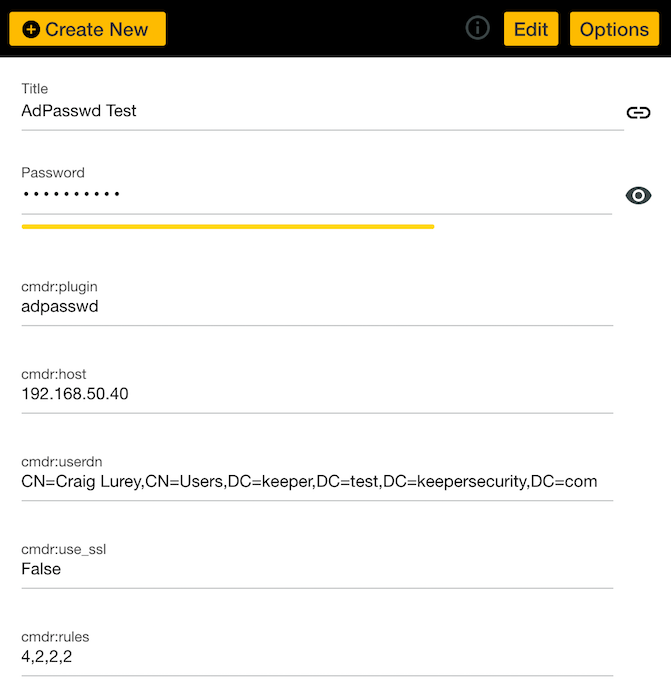 Create New
Edit
Options
Title
AdPasswd Test
Password
••••••••••
cmdr:plugin
adpasswd
cmdr:host
192.168.50.40
cmdr:userdn
CN=Craig Lurey,CN=Users,DC=keeper,DC=test,DC=keepersecurity,DC=com
cmdr:use_ssl
False
cmdr:rules
4,2,2,2